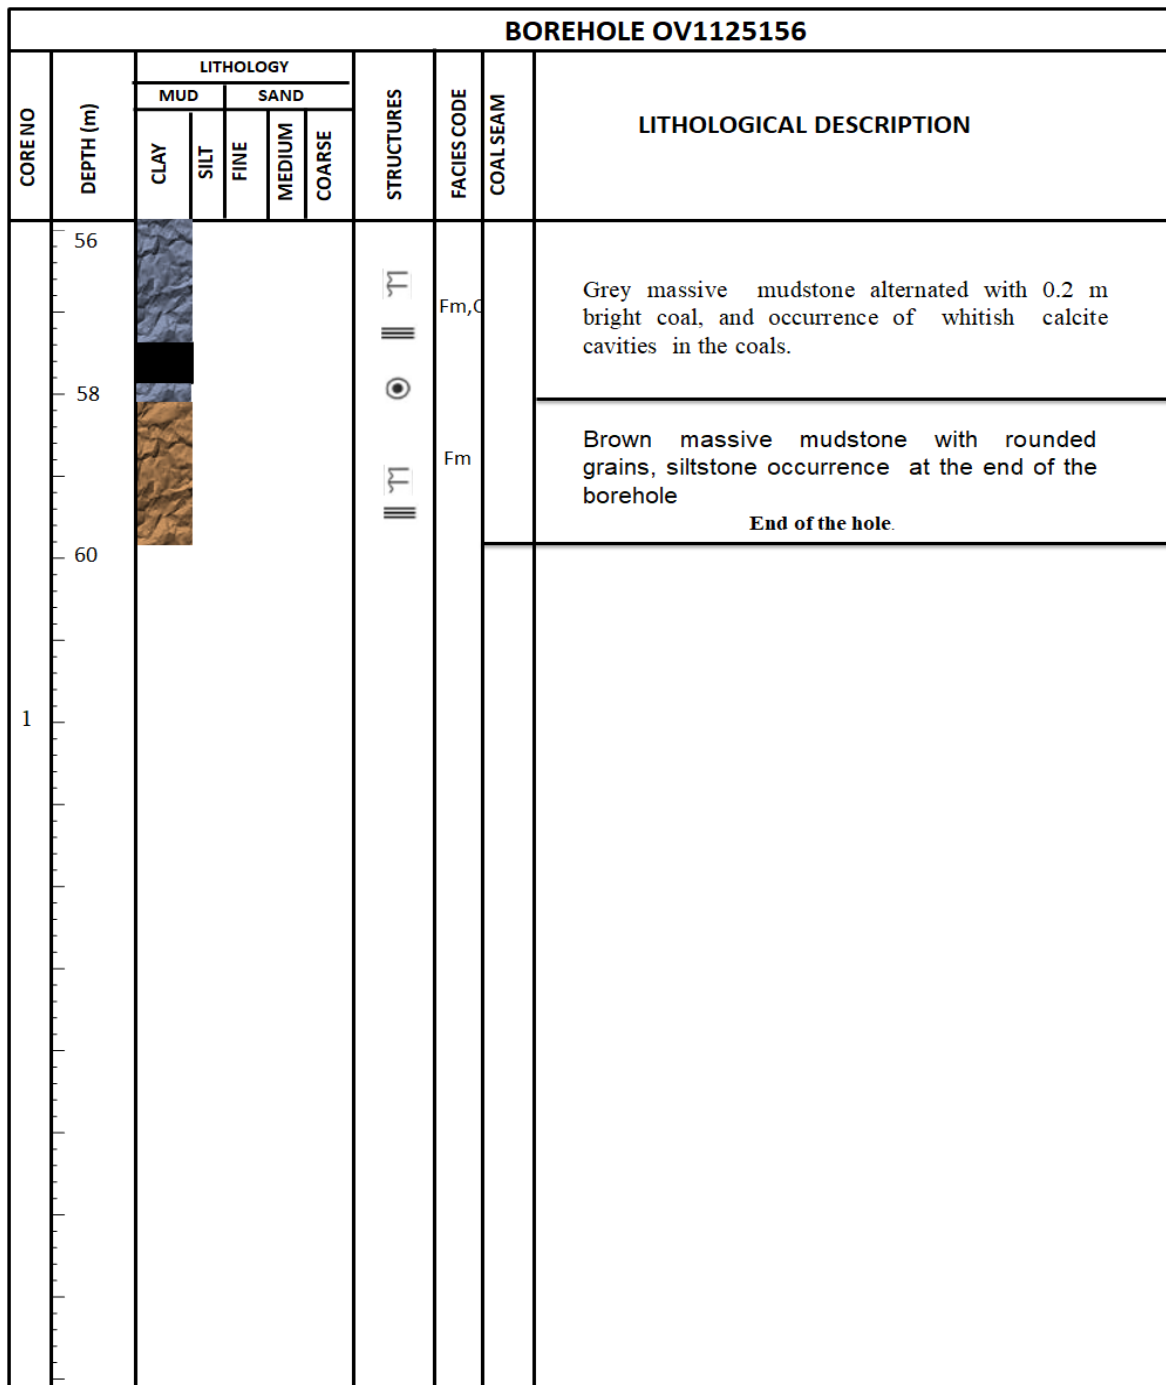 BOREHOLE OV1125156
CORE NO
DEPTH (m)
LITHOLOGY
MUD
SAND
CLAY
SILT
FINE
MEDIUM
COARSE
STRUCTURES
FACIES CODE
COAL SEAM
LITHOLOGICAL DESCRIPTION
56
Fm,C
Grey massive mudstone alternated with 0.2 m
bright coal, and occurrence of whitish calcite
cavities in the coals.
58
Fm
Brown massive mudstone with rounded
grains, siltstone occurrence at the end of the
borehole
End of the hole.
60
1